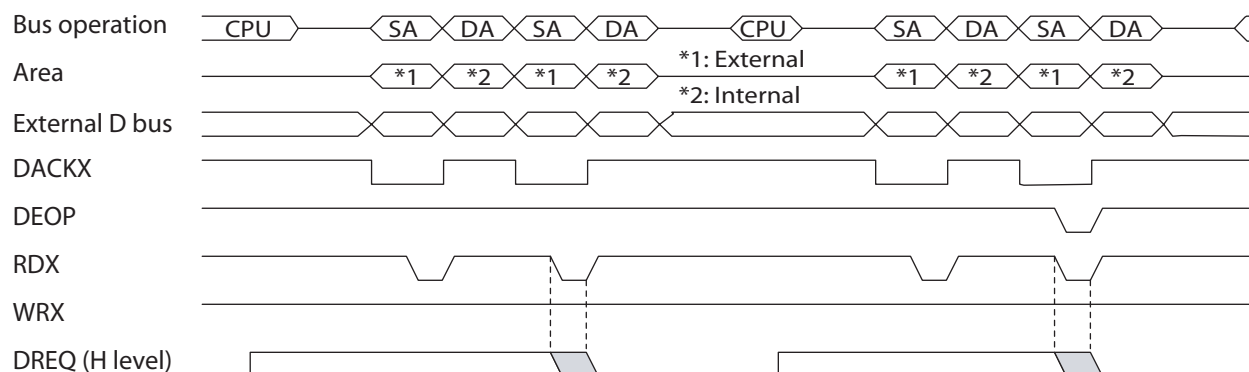 Bus operation CPU SA DA SA DA CPU SA DA SA DA
Area *1 *2 *1 *2 *1: External *1 *2 *1 *2
*2: Internal
External D bus
DACKX
DEOP
RDX
WRX
DREQ (H level)